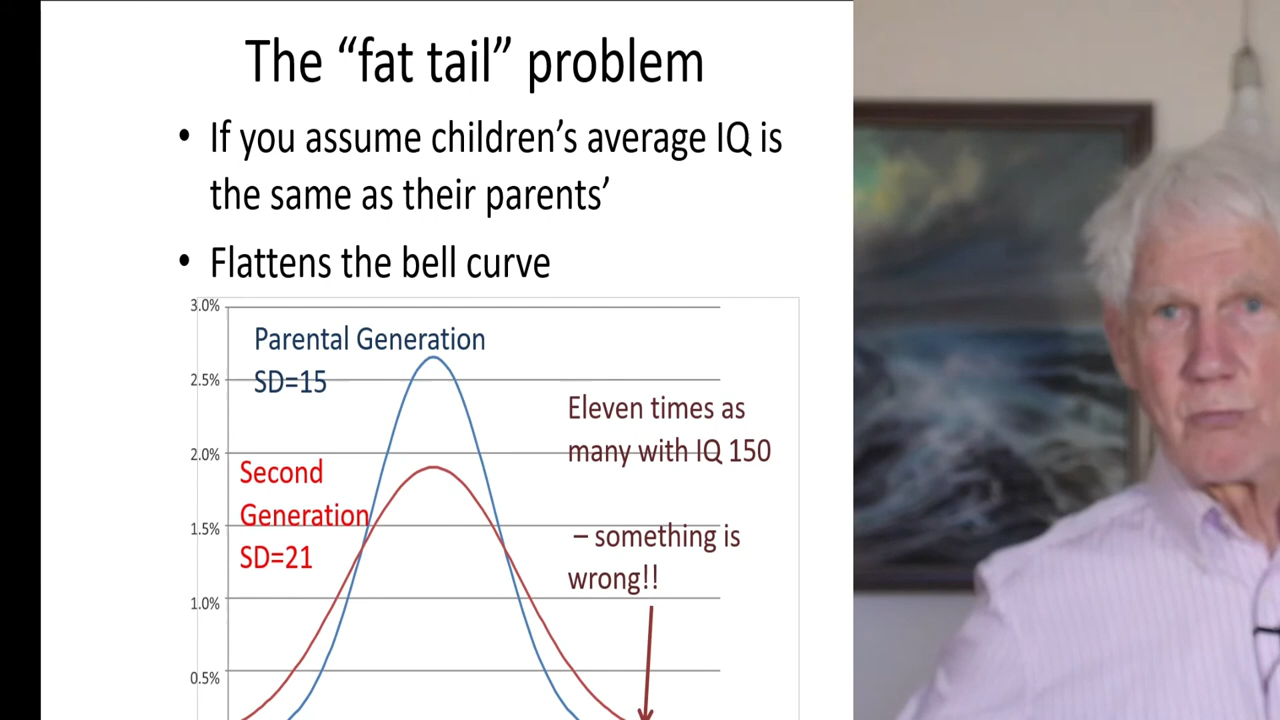 The “fat tail” problem
• If you assume children’s average IQ is
the same as their parents’
• Flattens the bell curve
3.0%
Parental Generation
SD=15
2.5%
Eleven times as
many with IQ 150
2.0%
Second
Generation
SD=21
1.5%
– something is
wrong!!
1.0%
0.5%